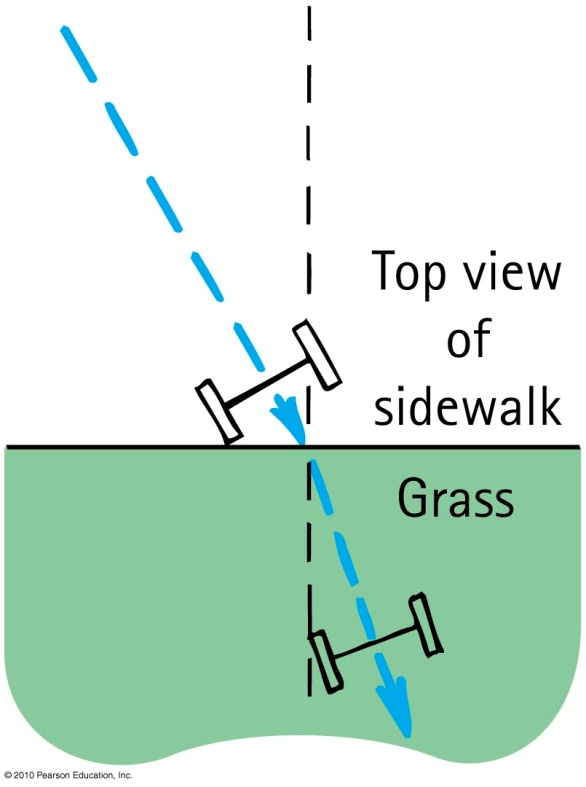 Top view
of
sidewalk
Grass
© 2010 Pearson Education, Inc.